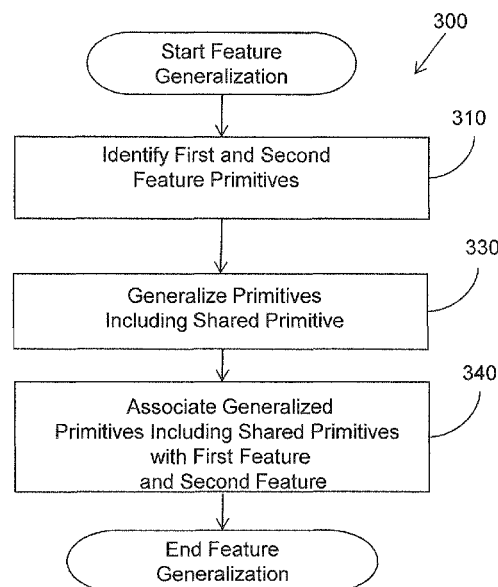 Start Feature
Generalization
300
310
Identify First and Second
Feature Primitives
330
Generalize Primitives
Including Shared Primitive
340
Associate Generalized
Primitives Including Shared Primitives
with First Feature
and Second Feature
End Feature
Generalization